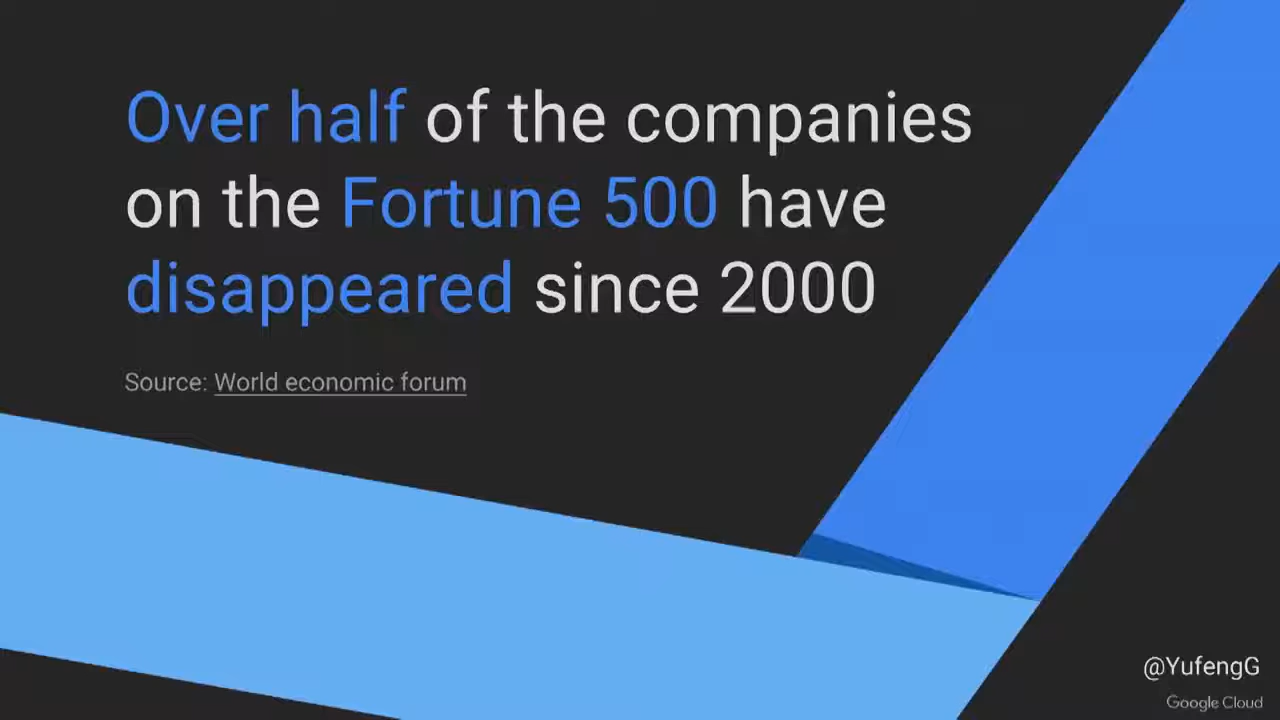 Over half of the companies
on the Fortune 500 have
disappeared since 2000
Source: World economic forum
@YufengG
Google Cloud